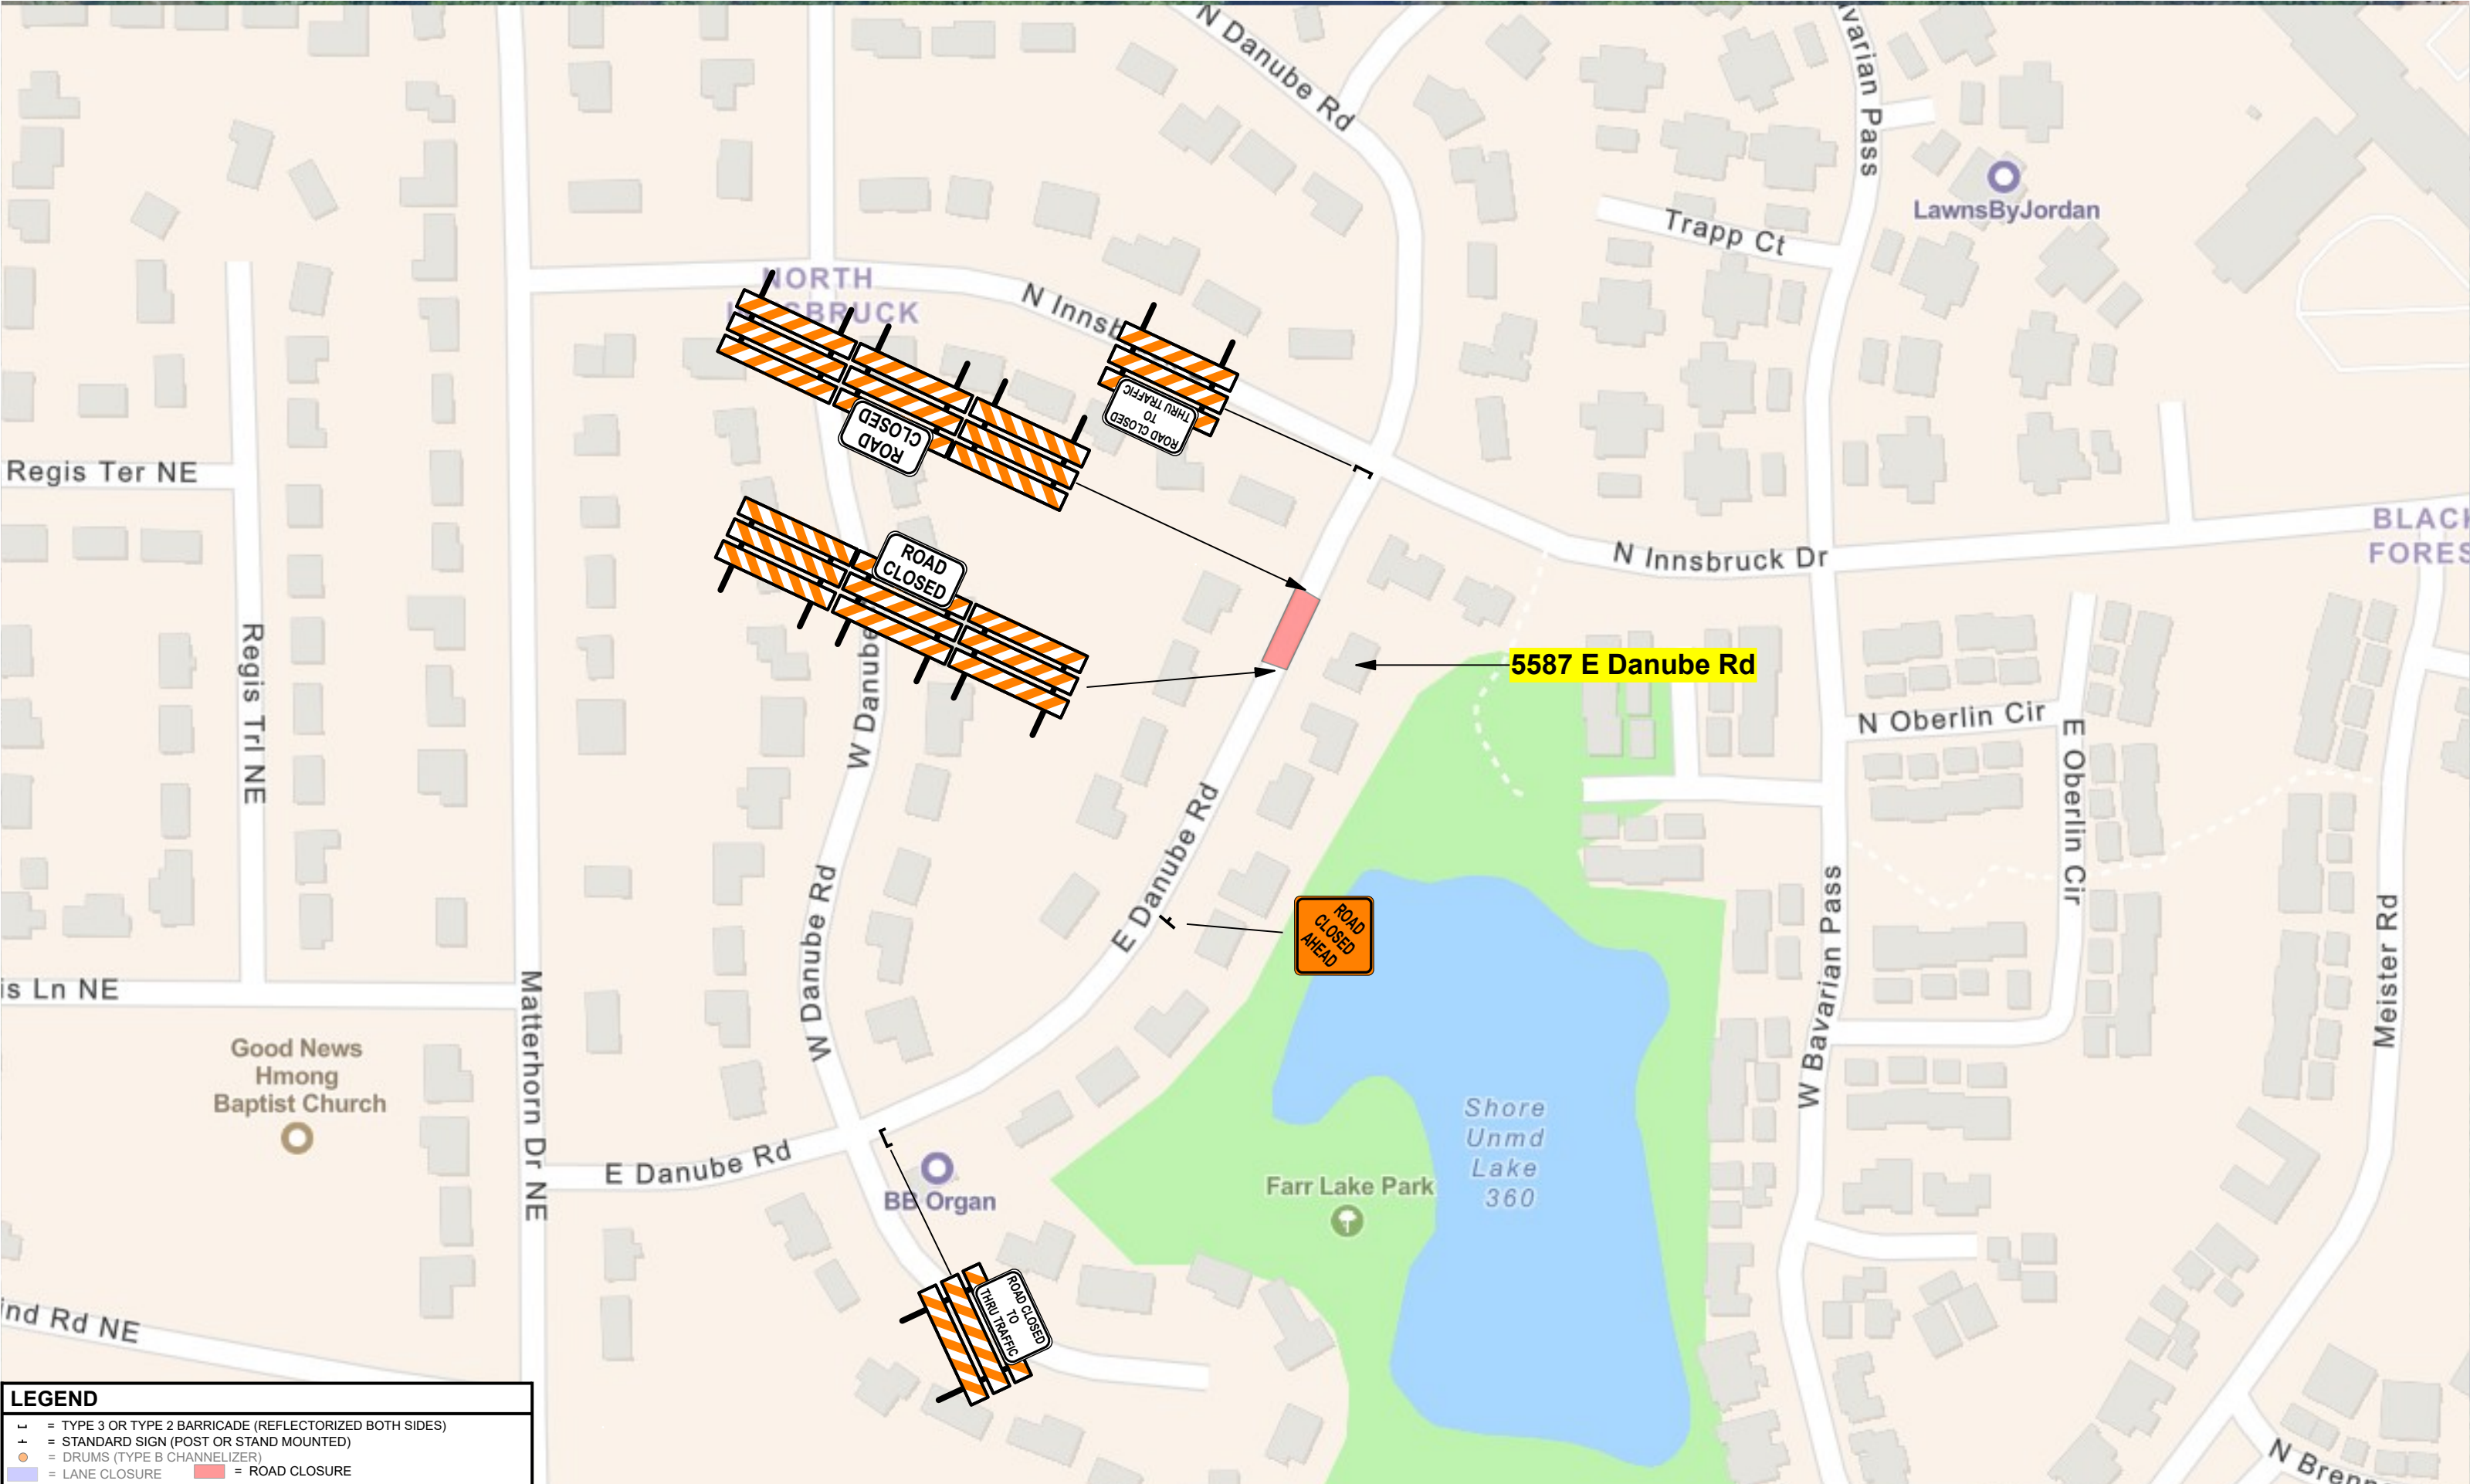 N Danube Rd
varian Pass
LawnsByJordan
Trapp Ct
NORTH
N Innsb
BRUCK
ROAD CLOSED
TO
THRU TRAFFIC
ROAD
CLOSED
Regis Ter NE
BLACK
FORES
N Innsbruck Dr
ROAD
CLOSED
W Danube
Regis Trl NE
5587 E Danube Rd
N Oberlin Cir
E Oberlin Cir
E Danube Rd
W Danube Rd
ROAD
CLOSED
AHEAD
W Bavarian Pass
Meister Rd
is Ln NE
Matterhorn Dr NE
Good News
Hmong
Baptist Church
Shore
Unmd
Lake
360
E Danube Rd
BB Organ
Farr Lake Park
ROAD CLOSED
TO
THRU TRAFFIC
ind Rd NE
N Brenn
LEGEND
= TYPE 3 OR TYPE 2 BARRICADE (REFLECTORIZED BOTH SIDES)
= STANDARD SIGN (POST OR STAND MOUNTED)
= DRUMS (TYPE B CHANNELIZER)
= LANE CLOSURE = ROAD CLOSURE